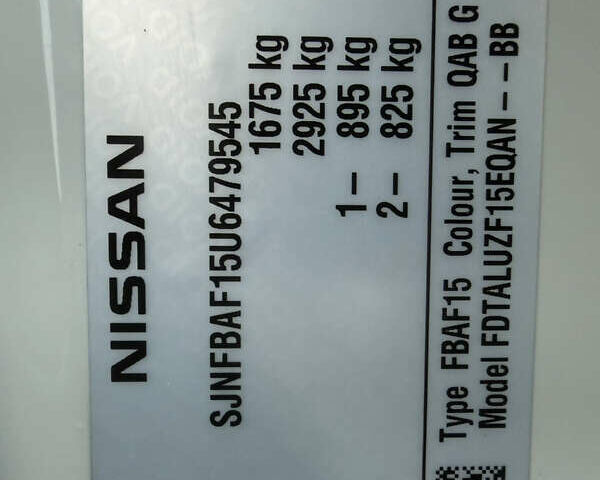 NISSAN
SJNFBAF15U6479545
1675 kg
2925 kg
1– 895 kg
2– 825 kg
Type FBAF15 Colour, Trim QAB G
Model FDTALUZF15EQAN – – BB